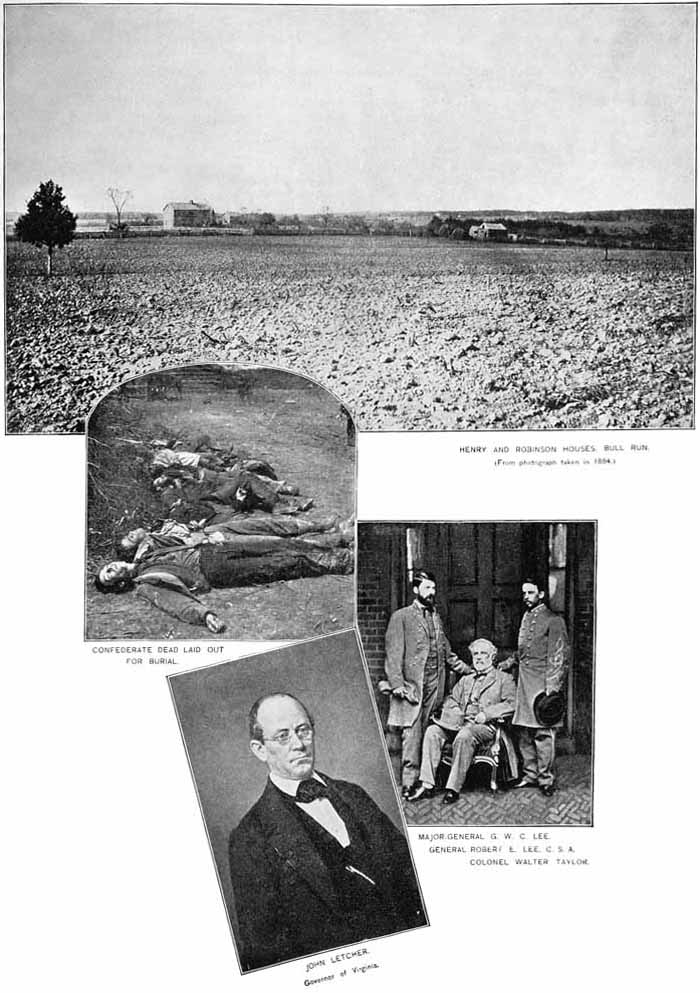 HENRY AND ROBINSON HOUSES, BULL RUN.
(From photograph taken in 1884.)
CONFEDERATE DEAD LAID OUT
FOR BURIAL.
MAJOR-GENERAL G. W. C. LEE.
GENERAL ROBERT E. LEE, C. S. A.
COLONEL WALTER TAYLOR.
JOHN LETCHER.
Governor of Virginia.